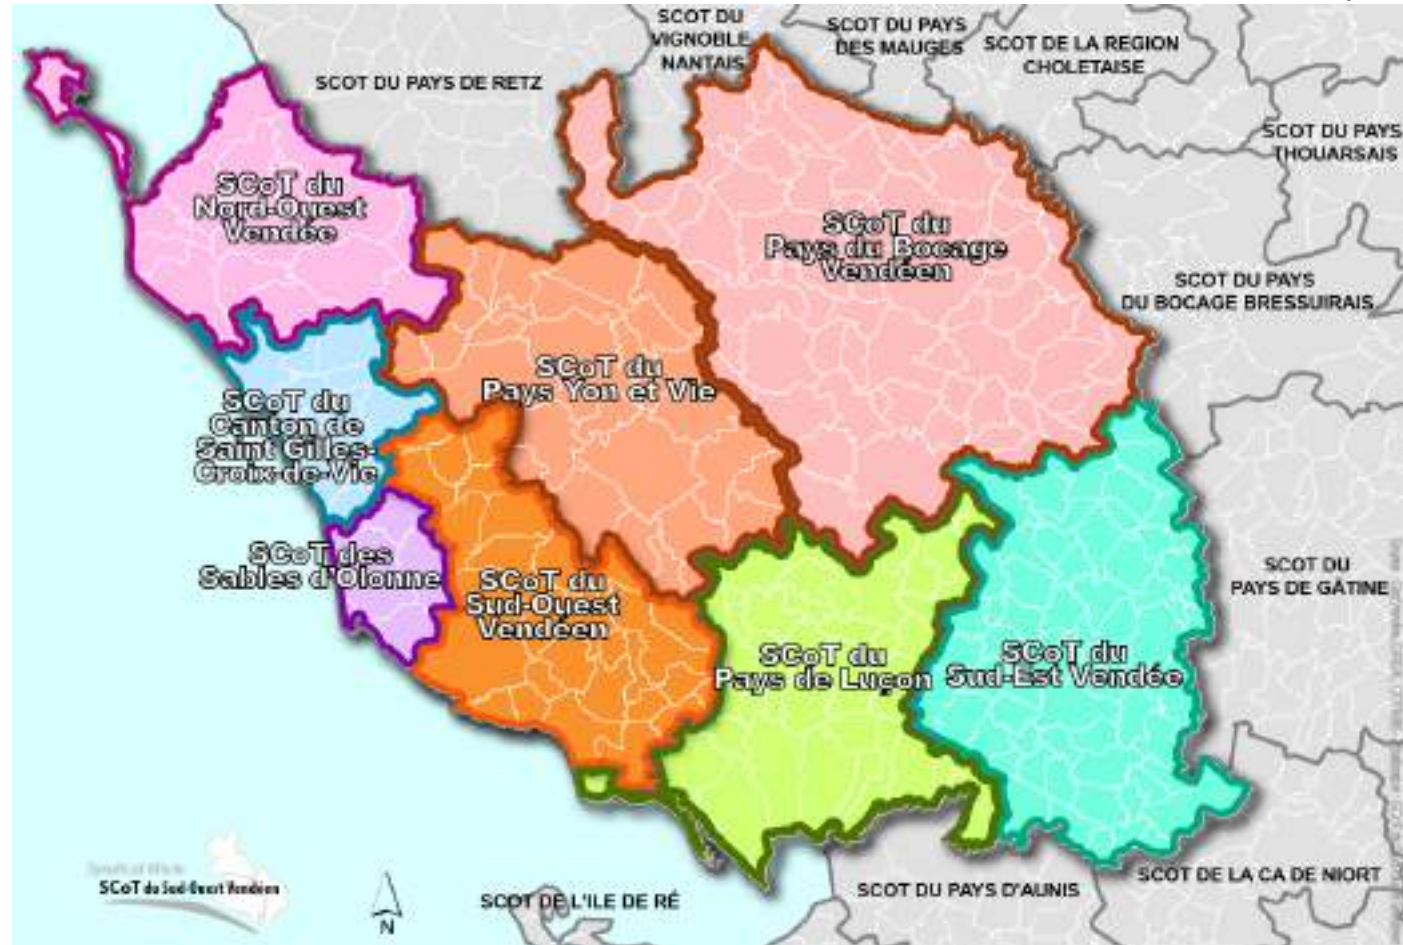 SCOT DU
VIGNOBLE
NANTAIS
SCOT DU PAYS
DES MAUGES
SCOT DE LA REGION
CHOLETAISE
SCOT DU PAYS DE RETZ
SCOT DU PAYS
THOUARSAIS
SCoT du
Nord-Ouest
Vendée
SCoT du
Pays du Bocage
Vendéen
SCOT DU PAYS
DU BOCAGE BRESSUIRAIS
SCoT du
Pays Yon et Vie
SCoT du
Canton de
Saint Gilles-
Croix-de-Vie
SCoT des
Sables d'Olonne
SCoT du
Sud-Ouest
Vendéen
SCOT DU
PAYS DE GÂTINE
SCoT du
Pays de Luçon
SCoT du
Sud-Est Vendée
SCoT du Sud-Ouest Vendéen
N
SCOT DE L'ILE DE RÉ
SCOT DU PAYS D'AUNIS
SCOT DE LA CA DE NIORT